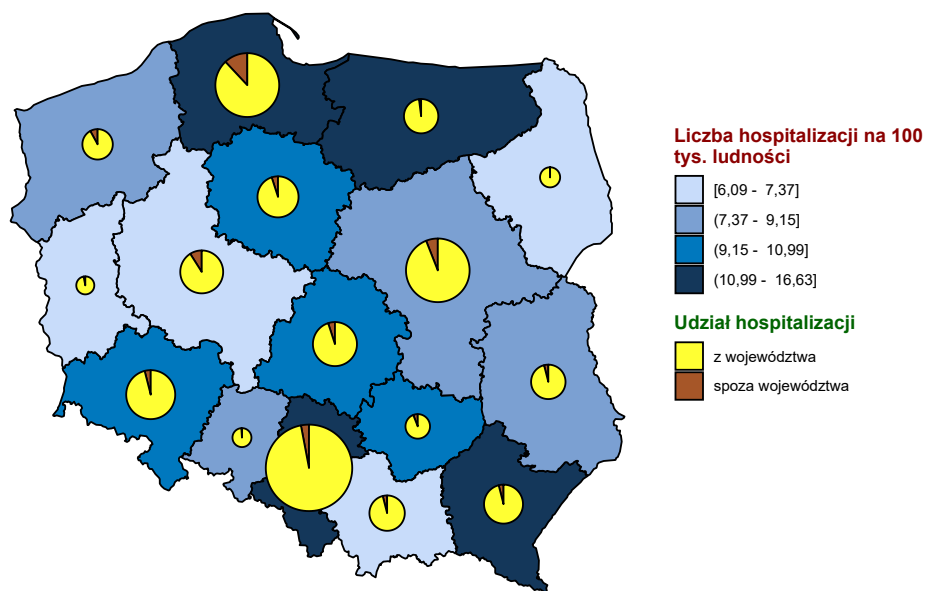 Liczba hospitalizacji na 100
tys. ludności
[6,09 - 7,37]
(7,37 - 9,15]
(9,15 - 10,99]
(10,99 - 16,63]
Udział hospitalizacji
z województwa
spoza województwa